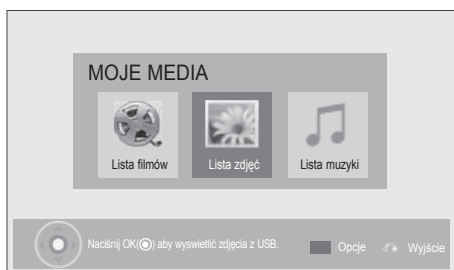 MOJE MEDIA
Lista filmów
Lista zdjęć
Lista muzyki
Naciśnij OK(◉) aby wyswietlić zdjęcia z USB.
Opcje
Wyjście